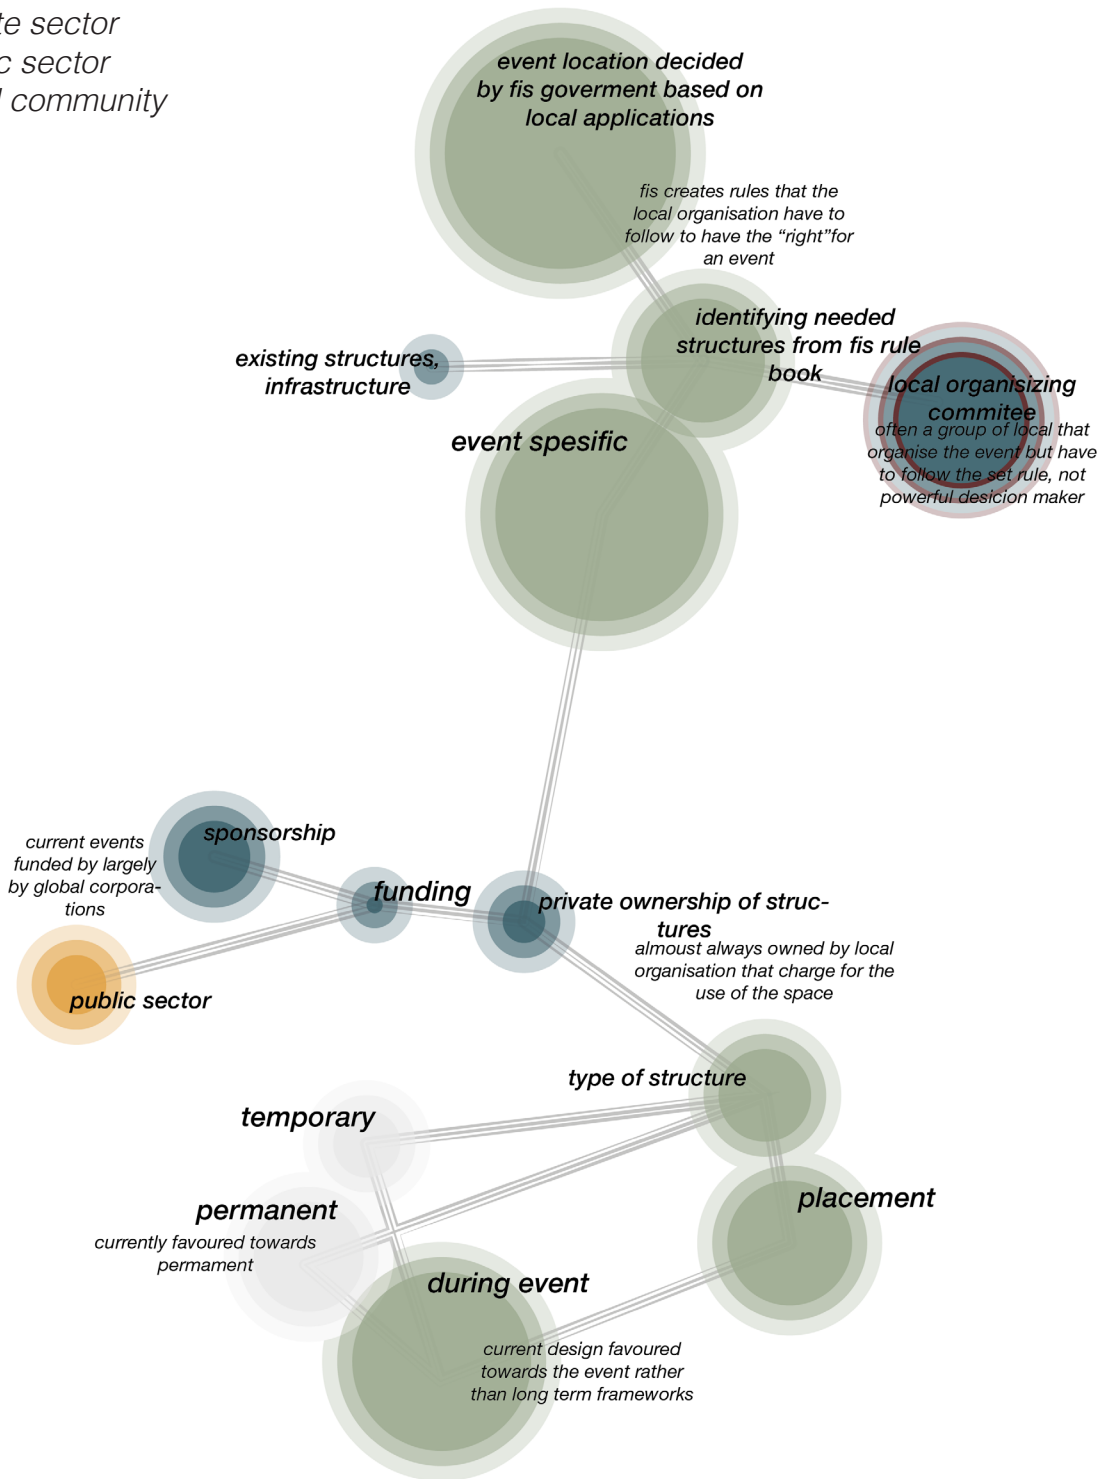 te sector
c sector
l community
event location decided
by fis goverment based on
local applications
fis creates rules that the
local organisation have to
follow to have the “right”for
an event
identifying needed
structures from fis rule
book
existing structures,
infrastructure
local organisizing
commitee
often a group of local that
organise the event but have
to follow the set rule, not
powerful desicion maker
event spesific
sponsorship
current events
funded by largely
by global corpora-
tions
funding
private ownership of struc-
tures
almoust always owned by local
organisation that charge for the
use of the space
public sector
type of structure
temporary
permanent
currently favoured towards
permament
placement
during event
current design favoured
towards the event rather
than long term frameworks